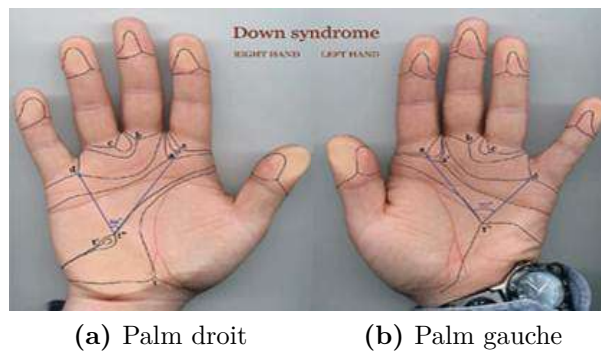 Down syndrome
RIGHT HAND LEFT HAND
(a) Palm droit (b) Palm gauche